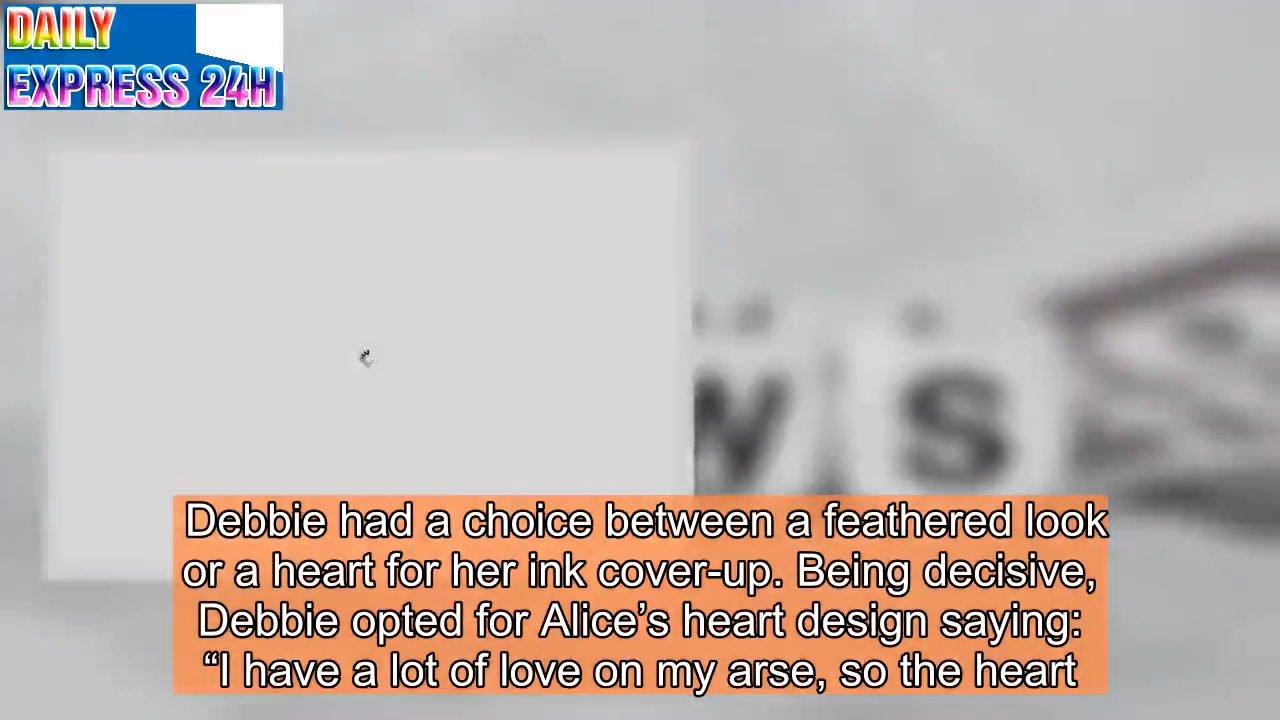 DAILY
EXPRESS 24H
W S
Debbie had a choice between a feathered look
or a heart for her ink cover-up. Being decisive,
Debbie opted for Alice’s heart design saying:
“I have a lot of love on my arse, so the heart